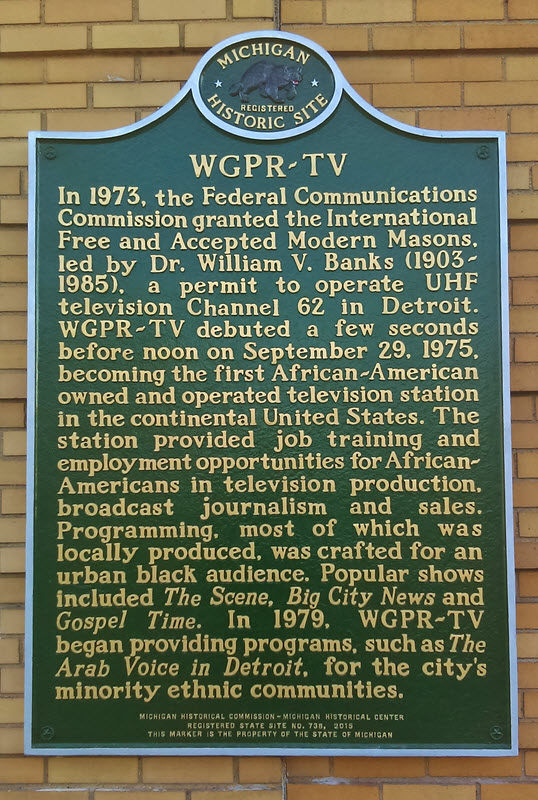 MICHIGAN
REGISTERED
HISTORIC SITE
WGPR-TV
In 1973, the Federal Communications
Commission granted the International
Free and Accepted Modern Masons,
led by Dr. William V. Banks (1903-
1985), a permit to operate UHF
television Channel 62 in Detroit.
WGPR-TV debuted a few seconds
before noon on September 29, 1975,
becoming the first African-American
owned and operated television station
in the continental United States. The
station provided job training and
employment opportunities for African-
Americans in television production,
broadcast journalism and sales.
Programming, most of which was
locally produced, was crafted for an
urban black audience. Popular shows
included The Scene, Big City News and
Gospel Time. In 1979, WGPR-TV
began providing programs, such as The
Arab Voice in Detroit, for the city's
minority ethnic communities.
MICHIGAN HISTORICAL COMMISSION - MICHIGAN HISTORICAL CENTER
REGISTERED STATE SITE NO. 738, 2015
THIS MARKER IS THE PROPERTY OF THE STATE OF MICHIGAN